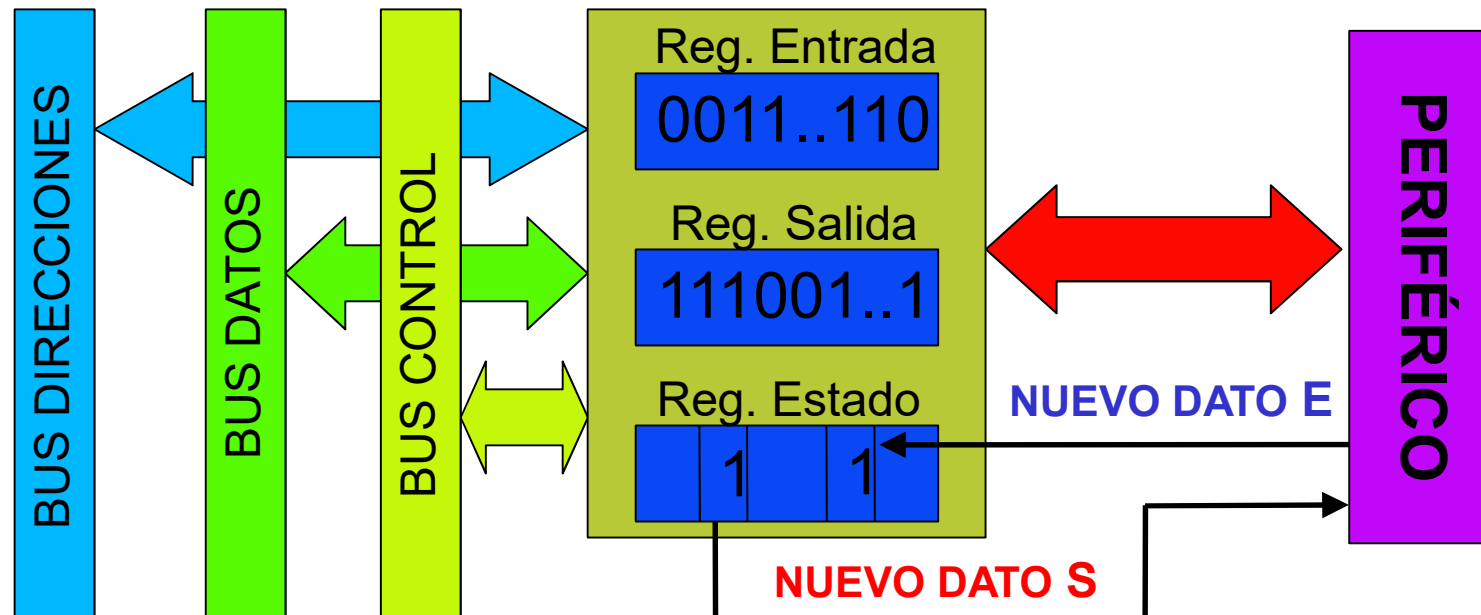 BUS DIRECCIONES
BUS DATOS
BUS CONTROL
Reg. Entrada
0011..110
Reg. Salida
111001..1
Reg. Estado
1 1
NUEVO DATO E
NUEVO DATO S
PERIFÉRICO